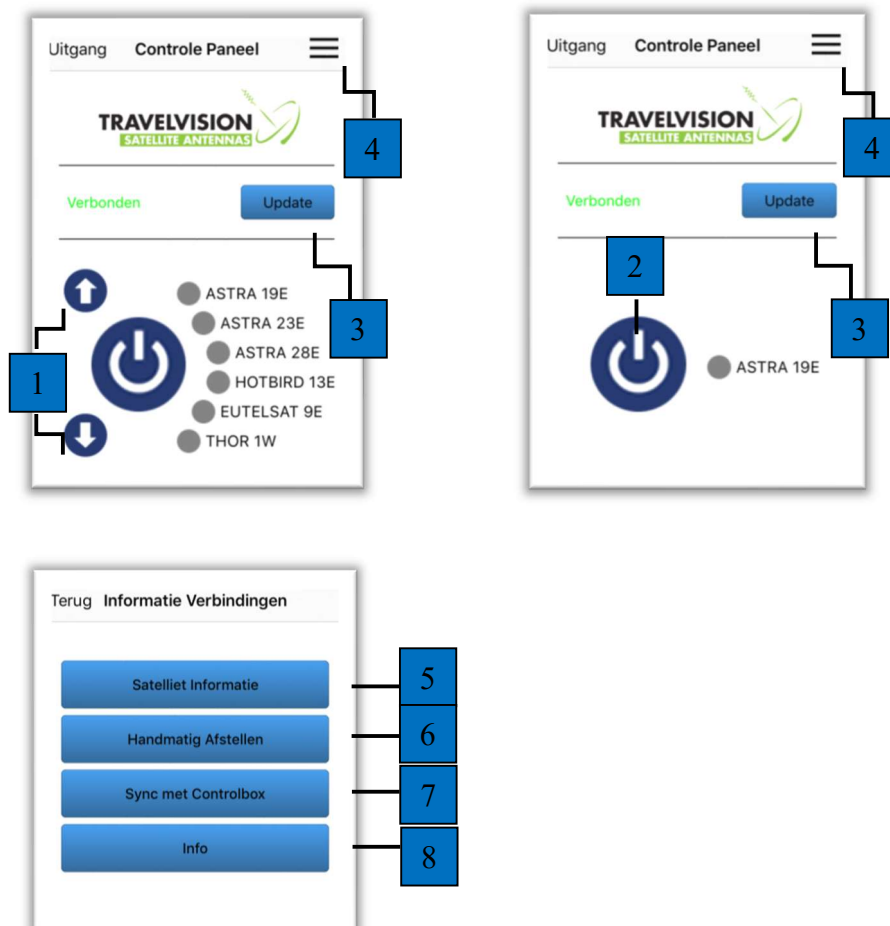 Uitgang Controle Paneel
TRAVELVISION
SATELLITE ANTENNAS
4
Verbonden Update
3
ASTRA 19E
ASTRA 23E
ASTRA 28E
HOTBIRD 13E
EUTELSAT 9E
THOR 1W
1
Uitgang Controle Paneel
TRAVELVISION
SATELLITE ANTENNAS
4
Verbonden Update
2
3
ASTRA 19E
Terug Informatie Verbindingen
Satelliet Informatie 5
Handmatig Afstellen 6
Sync met Controlbox 7
Info 8